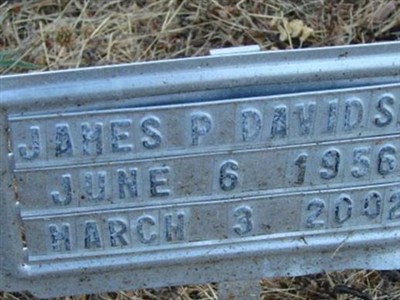 JAMES P DAVIDS
JUNE 6 1956
MARCH 3 2002